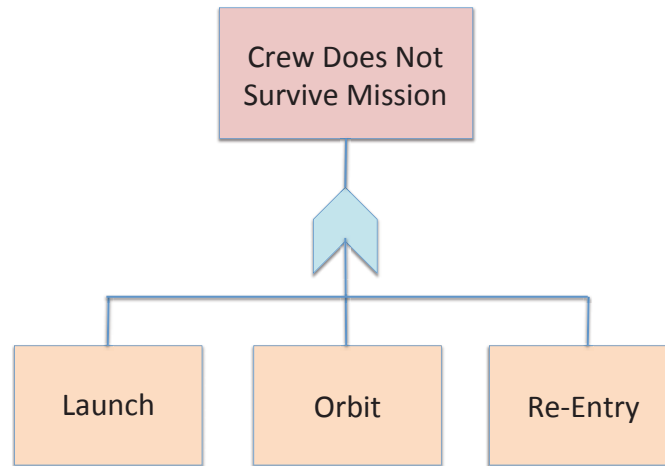 Crew Does Not
Survive Mission
Launch
Orbit
Re-Entry